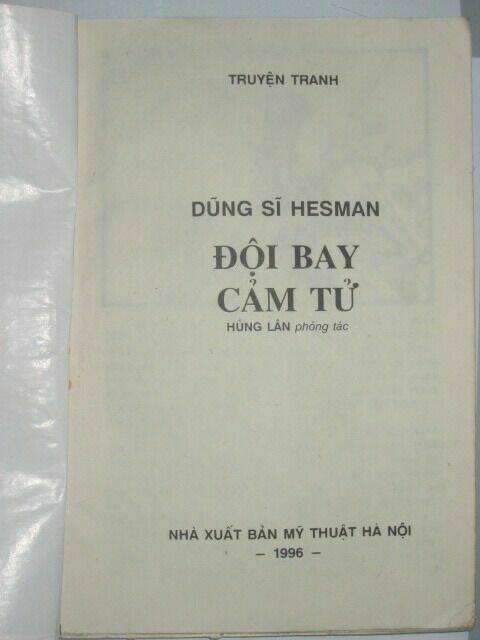 TRUYỆN TRANH
DŨNG SĨ HESMAN
ĐỘI BAY
CẢM TỬ
HÙNG LÂN phóng tác
NHÀ XUẤT BẢN MỸ THUẬT HÀ NỘI
– 1996 –